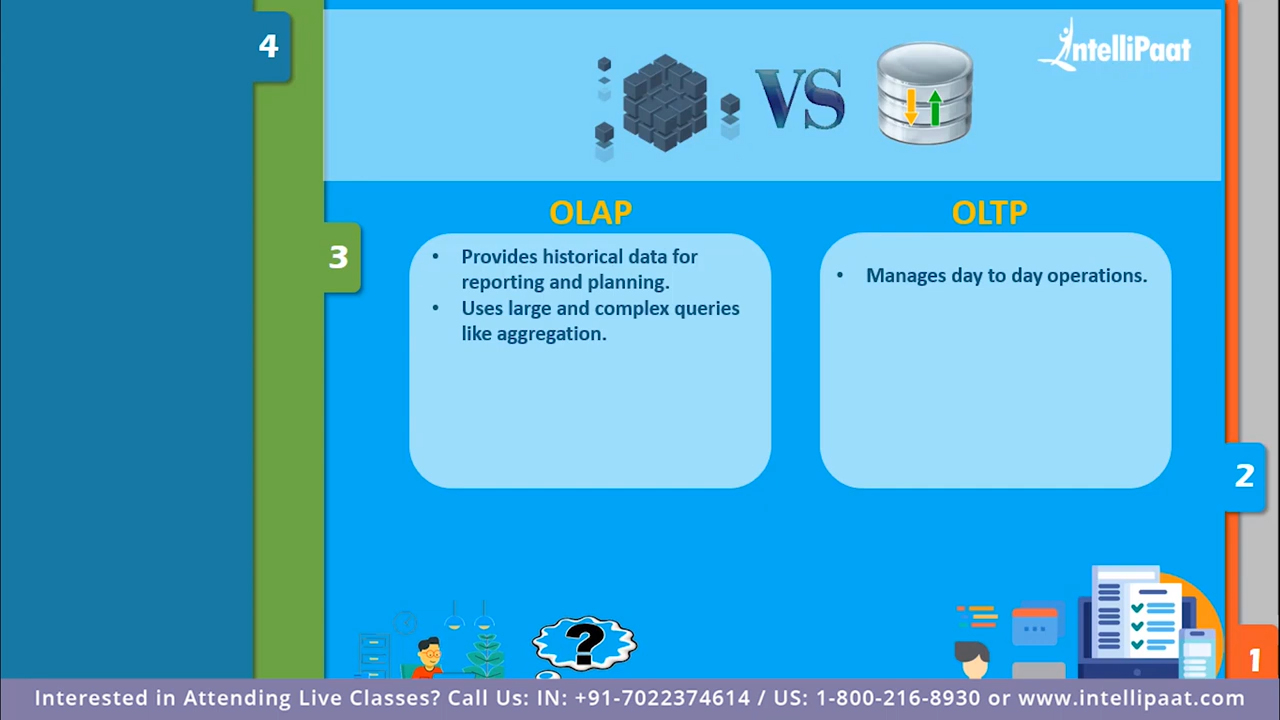 4
VS
IntelliPaat
OLAP
OLTP
3
• Provides historical data for
reporting and planning.
• Uses large and complex queries
like aggregation.
• Manages day to day operations.
2
?
1
Interested in Attending Live Classes? Call Us: IN: +91-7022374614 / US: 1-800-216-8930 or www.intellipaat.com